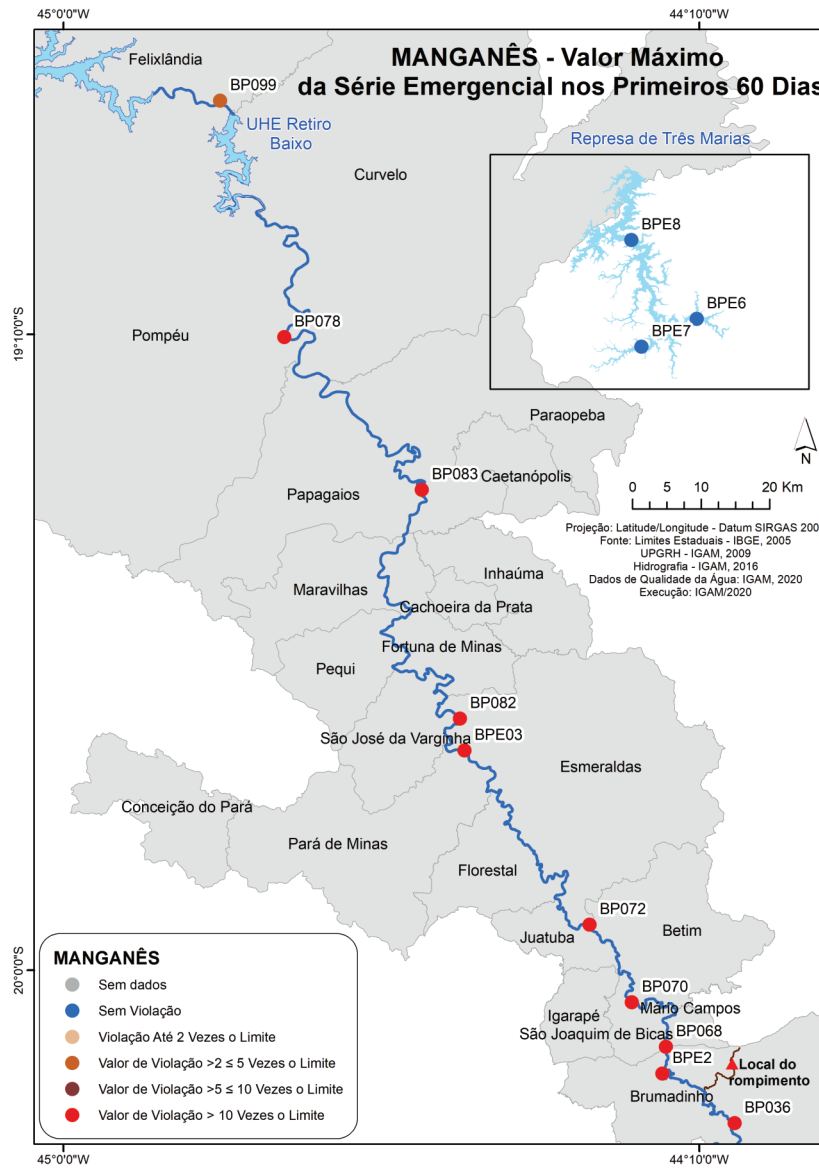 45°0'0"W
44°10'0"W
MANGANÊS - Valor Máximo
da Série Emergencial nos Primeiros 60 Dias
Felixlândia
BP099
UHE Retiro
Baixo
Curvelo
Represa de Três Marias
BPE8
BPE6
BPE7
19°10'0"S
Pompéu
BP078
Paraopeba
N
BP083
Caetanópolis
Papagaios
0 5 10 20 Km
Projeção: Latitude/Longitude - Datum SIRGAS 200
Fonte: Limites Estaduais - IBGE, 2005
UPGRH - IGAM, 2009
Hidrografia - IGAM, 2016
Dados de Qualidade da Água: IGAM, 2020
Execução: IGAM/2020
Inhaúma
Maravilhas
Cachoeira da Prata
Fortuna de Minas
Pequi
BP082
São José da Varginha
BPE03
Esmeraldas
Conceição do Pará
Pará de Minas
Florestal
BP072
Juatuba
Betim
20°0'0"S
BP070
Mário Campos
Igarapé
São Joaquim de Bicas
BP068
BPE2
Local do
rompimento
Brumadinho
BP036
MANGANÊS
Sem dados
Sem Violação
Violação Até 2 Vezes o Limite
Valor de Violação >2 ≤ 5 Vezes o Limite
Valor de Violação >5 ≤ 10 Vezes o Limite
Valor de Violação > 10 Vezes o Limite
45°0'0"W
44°10'0"W